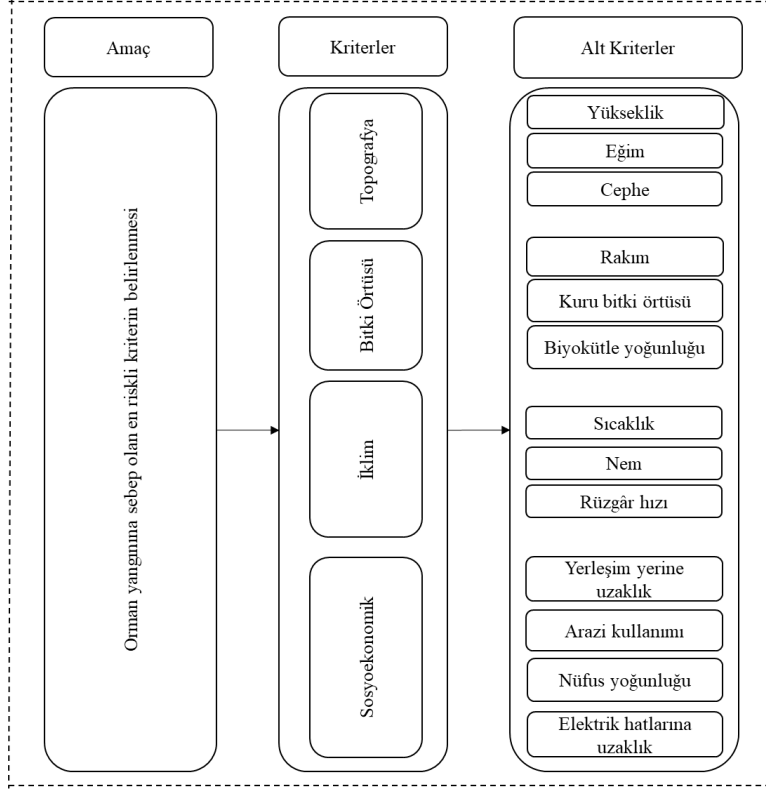 Amaç
Kriterler
Alt Kriterler
Orman yangınına sebep olan en riskli kriterin belirlenmesi
Topografya
Bitki Örtüsü
İklim
Sosyoekonomik
Yükseklik
Eğim
Cephe
Rakım
Kuru bitki örtüsü
Biyokütle yoğunluğu
Sıcaklık
Nem
Rüzgâr hızı
Yerleşim yerine
uzaklık
Arazi kullanımı
Nüfus yoğunluğu
Elektrik hatlarına
uzaklık